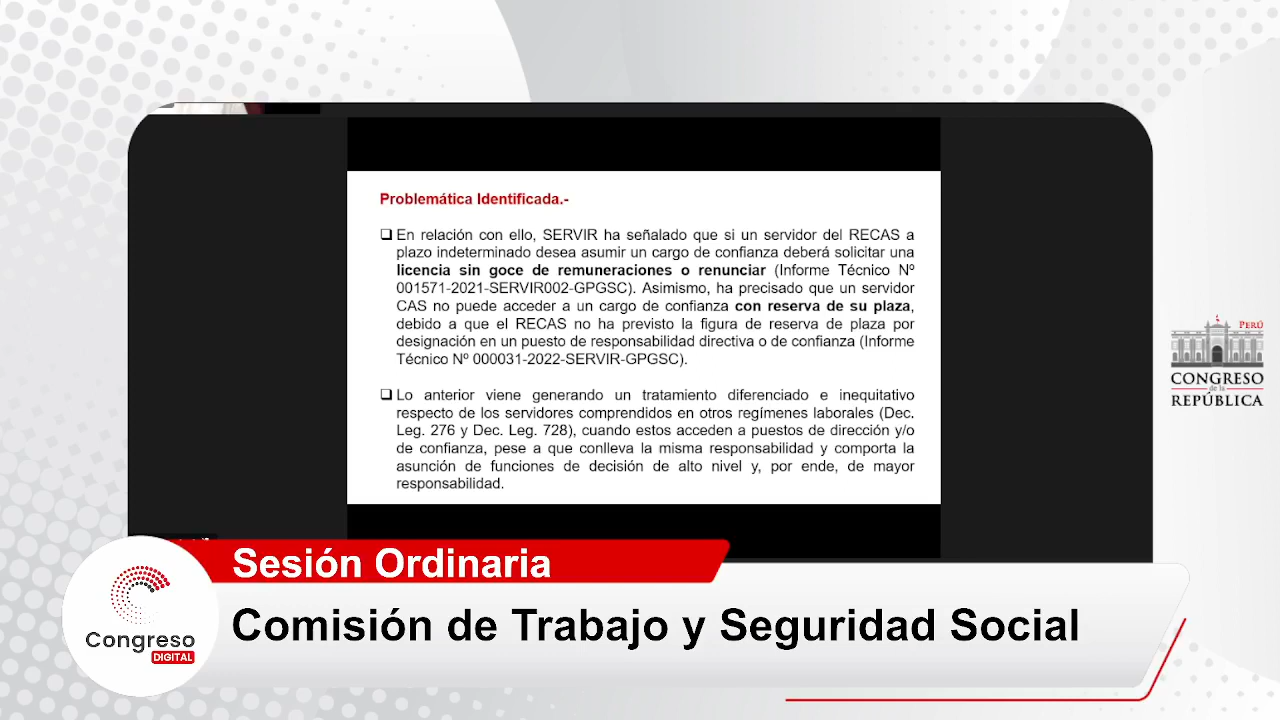 Problemática Identificada.-
❑ En relación con ello, SERVIR ha señalado que si un servidor del RECAS a
plazo indeterminado desea asumir un cargo de confianza deberá solicitar una
licencia sin goce de remuneraciones o renunciar (Informe Técnico Nº
001571-2021-SERVIR002-GPGSC). Asimismo, ha precisado que un servidor
CAS no puede acceder a un cargo de confianza con reserva de su plaza,
debido a que el RECAS no ha previsto la figura de reserva de plaza por
designación en un puesto de responsabilidad directiva o de confianza (Informe
Técnico Nº 000031-2022-SERVIR-GPGSC).
❑ Lo anterior viene generando un tratamiento diferenciado e inequitativo
respecto de los servidores comprendidos en otros regímenes laborales (Dec.
Leg. 276 y Dec. Leg. 728), cuando estos acceden a puestos de dirección y/o
de confianza, pese a que conlleva la misma responsabilidad y comporta la
asunción de funciones de decisión de alto nivel y, por ende, de mayor
responsabilidad.
PERÚ
CONGRESO
de la
REPÚBLICA
Sesión Ordinaria
Comisión de Trabajo y Seguridad Social
Congreso
DIGITAL